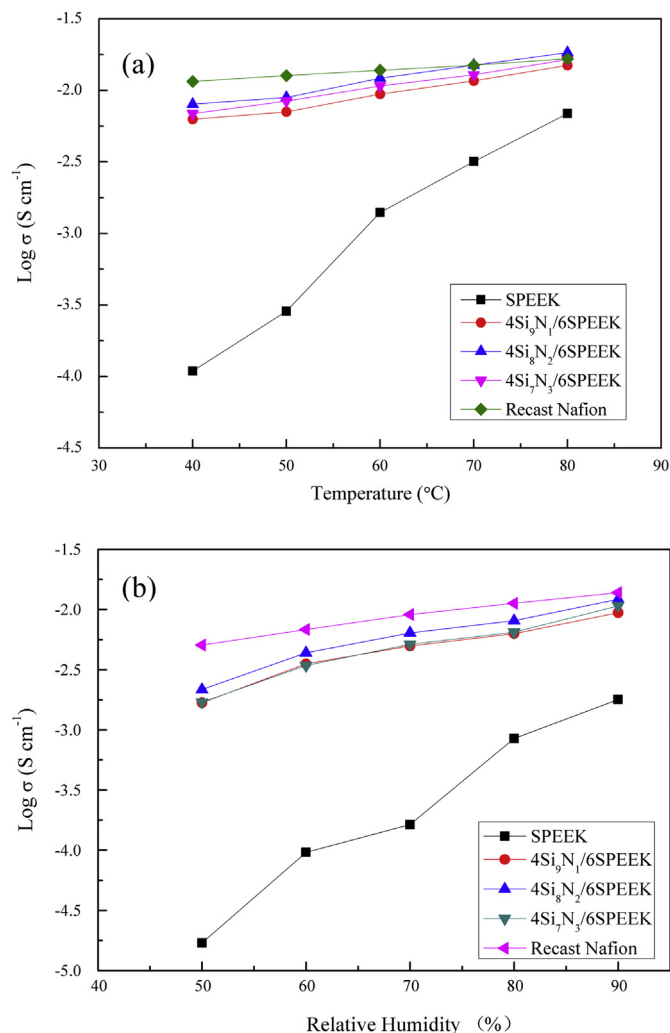 (a)
-1.5
-2.0
-2.5
-3.0
-3.5
-4.0
-4.5
Log σ (S cm⁻¹)
SPEEK
4Si₉N₁/6SPEEK
4Si₈N₂/6SPEEK
4Si₇N₃/6SPEEK
Recast Nafion
30 40 50 60 70 80 90
Temperature (°C)
(b)
-1.5
-2.0
-2.5
-3.0
-3.5
-4.0
-4.5
-5.0
Log σ (S cm⁻¹)
SPEEK
4Si₉N₁/6SPEEK
4Si₈N₂/6SPEEK
4Si₇N₃/6SPEEK
Recast Nafion
40 50 60 70 80 90
Relative Humidity （%）